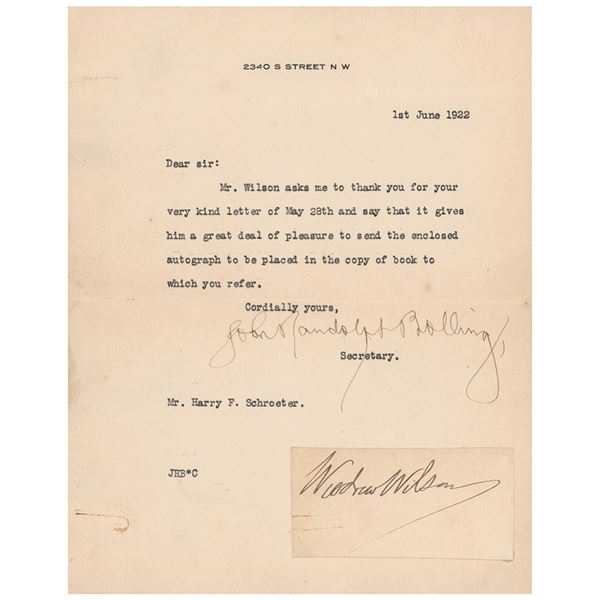 2340 S STREET N W
1st June 1922
Dear sir:
Mr. Wilson asks me to thank you for your
very kind letter of May 28th and say that it gives
him a great deal of pleasure to send the enclosed
autograph to be placed in the copy of book to
which you refer.
Cordially yours,
John Randolph Bolling,
Secretary.
Mr. Harry F. Schroeter.
JRB*C
Woodrow Wilson